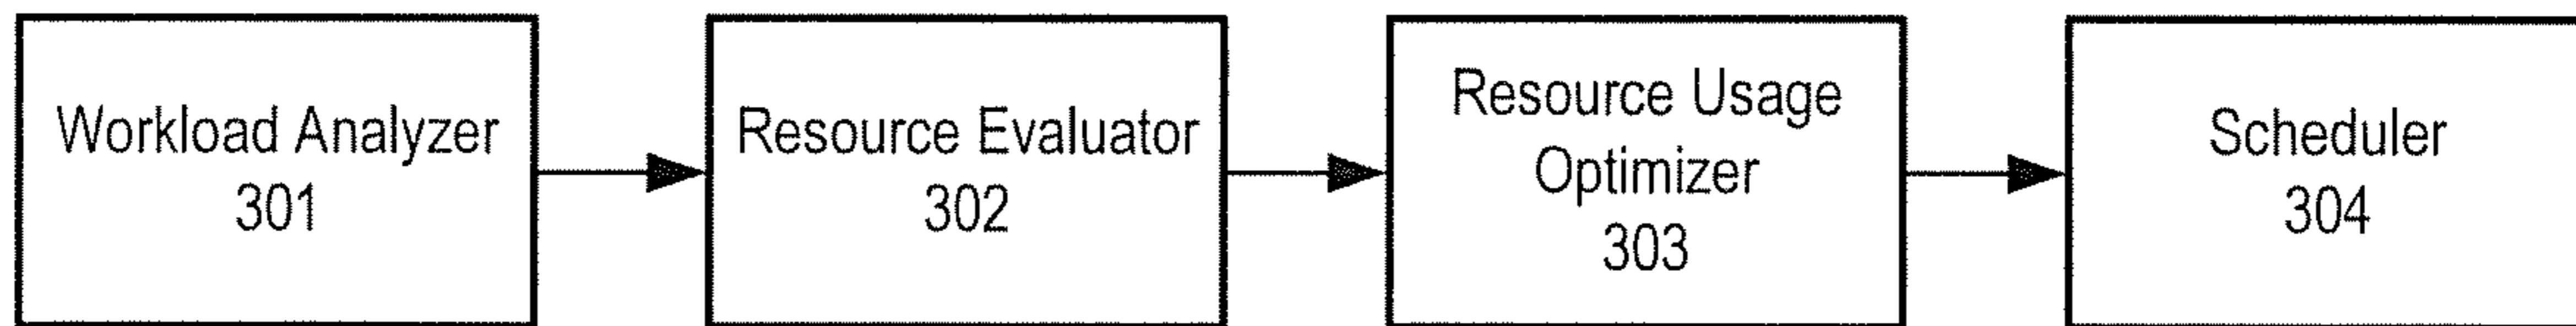 Workload Analyzer
301
Resource Evaluator
302
Resource Usage
Optimizer
303
Scheduler
304